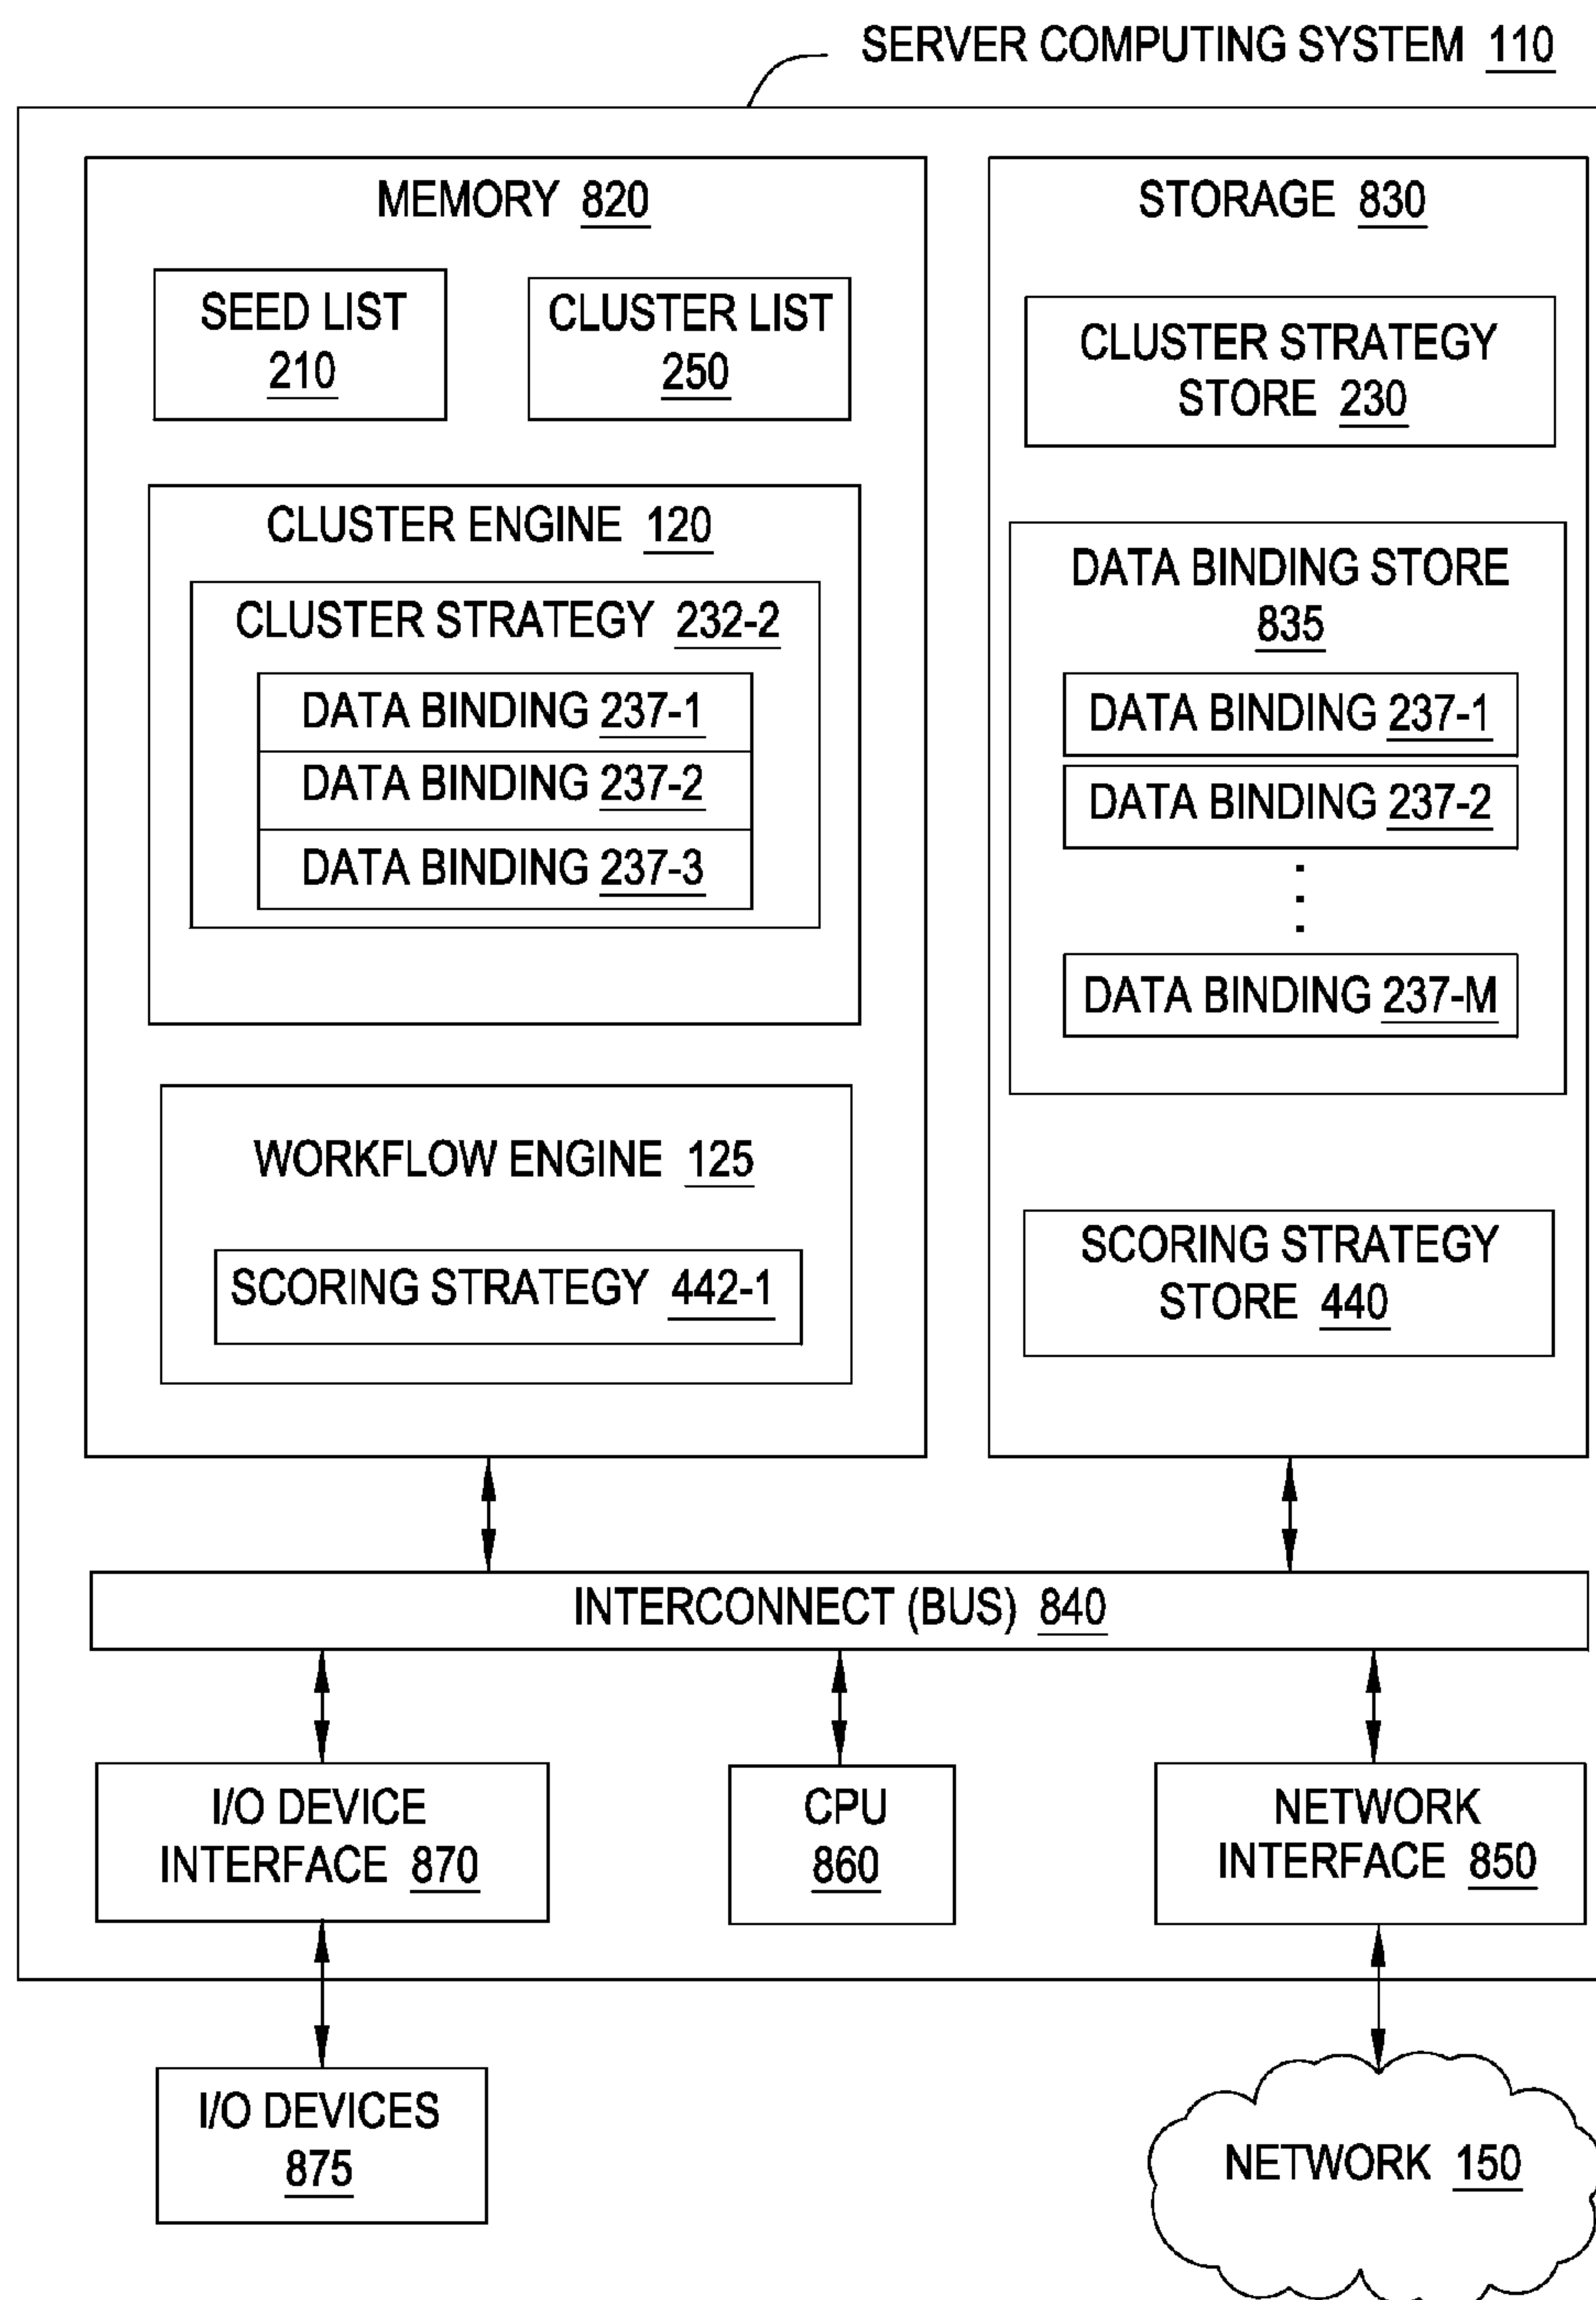 SERVER COMPUTING SYSTEM 110
MEMORY 820
SEED LIST
210
CLUSTER LIST
250
CLUSTER ENGINE 120
CLUSTER STRATEGY 232-2
DATA BINDING 237-1
DATA BINDING 237-2
DATA BINDING 237-3
WORKFLOW ENGINE 125
SCORING STRATEGY 442-1
STORAGE 830
CLUSTER STRATEGY
STORE 230
DATA BINDING STORE
835
DATA BINDING 237-1
DATA BINDING 237-2
DATA BINDING 237-M
SCORING STRATEGY
STORE 440
INTERCONNECT (BUS) 840
I/O DEVICE
INTERFACE 870
CPU
860
NETWORK
INTERFACE 850
I/O DEVICES
875
NETWORK 150